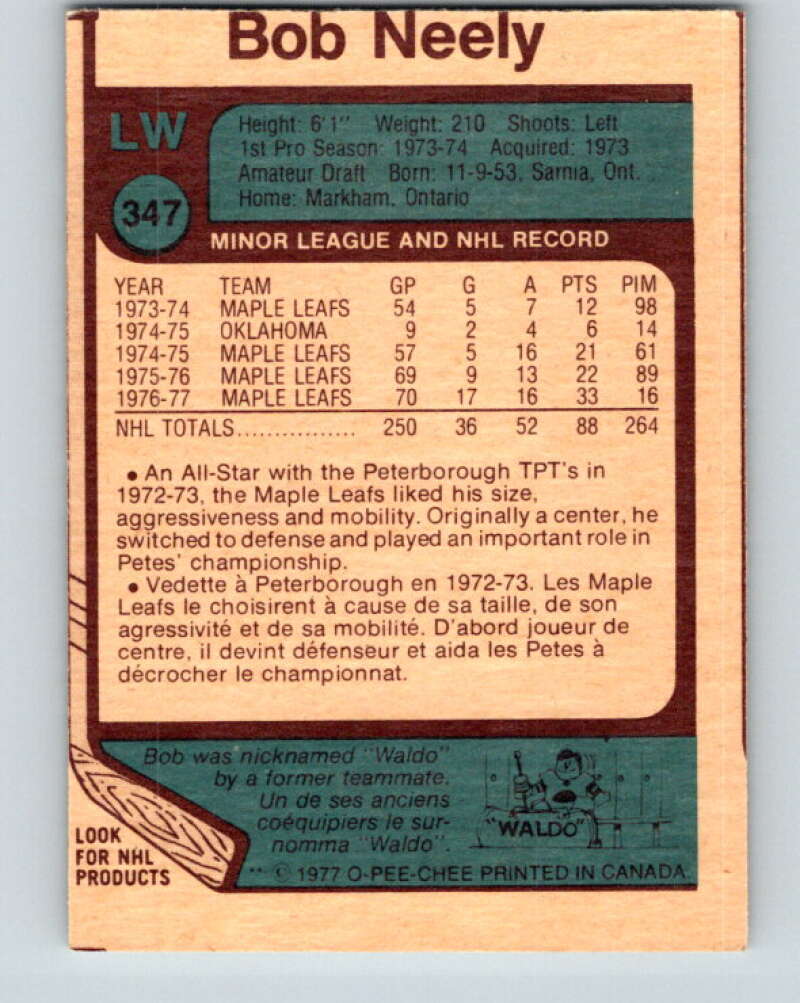 Bob Neely
LW
Height: 6'1" Weight: 210 Shoots: Left
1st Pro Season: 1973-74 Acquired: 1973
Amateur Draft Born: 11-9-53, Sarnia, Ont.
Home: Markham, Ontario
347
MINOR LEAGUE AND NHL RECORD
YEAR TEAM GP G A PTS PIM
1973-74 MAPLE LEAFS 54 5 7 12 98
1974-75 OKLAHOMA 9 2 4 6 14
1974-75 MAPLE LEAFS 57 5 16 21 61
1975-76 MAPLE LEAFS 69 9 13 22 89
1976-77 MAPLE LEAFS 70 17 16 33 16
NHL TOTALS................ 250 36 52 88 264
• An All-Star with the Peterborough TPT's in
1972-73, the Maple Leafs liked his size,
aggressiveness and mobility. Originally a center, he
switched to defense and played an important role in
Petes' championship.
• Vedette à Peterborough en 1972-73. Les Maple
Leafs le choisirent à cause de sa taille, de son
agressivité et de sa mobilité. D'abord joueur de
centre, il devint défenseur et aida les Petes à
décrocher le championnat.
Bob was nicknamed "Waldo"
by a former teammate.
Un de ses anciens
coéquipiers le sur-
nomma "Waldo".
"WALDO"
LOOK
FOR NHL
PRODUCTS
** © 1977 O-PEE-CHEE PRINTED IN CANADA